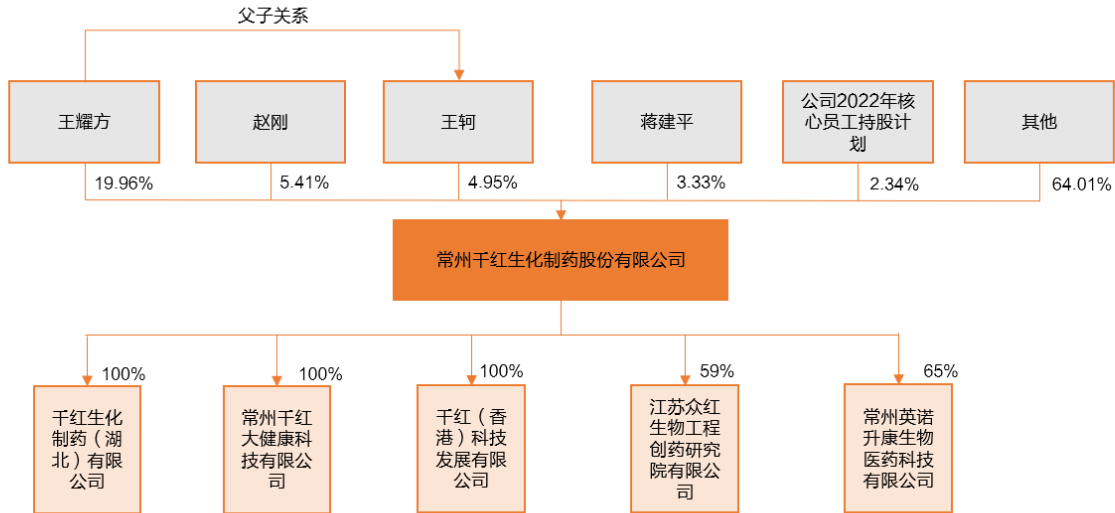 父子关系
王耀方
赵刚
王轲
蒋建平
公司2022年核
心员工持股计
划
其他
19.96%
5.41%
4.95%
3.33%
2.34%
64.01%
常州千红生化制药股份有限公司
100%
100%
100%
59%
65%
千红生化
制药（湖
北）有限
公司
常州千红
大健康科
技有限公
司
千红（香
港）科技
发展有限
公司
江苏众红
生物工程
创药研究
院有限公
司
常州英诺
升康生物
医药科技
有限公司